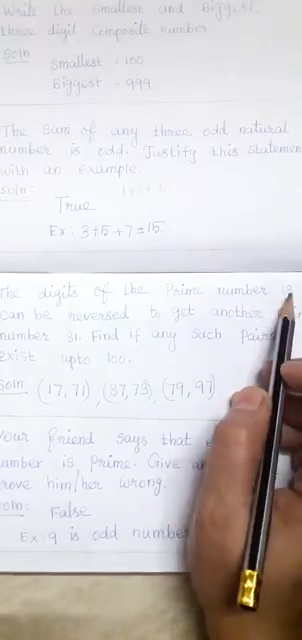 Write the smallest and Biggest
three digit Composite number
Soln
Smallest = 100
Biggest = 999.
The sum of any three odd natural
number is odd. Justify this
with an example.
Soln
True
Ex: 3+5+7=15.
The digits of the Prime number 13
can be reversed to get another
number 31. Find if any such Pairs
exist upto 100.
Soln (17,71), (37,73), (79,97)
Your friend says that
number is Prime. Give
prove him/her wrong.
Soln: False
Ex: 9 is odd number